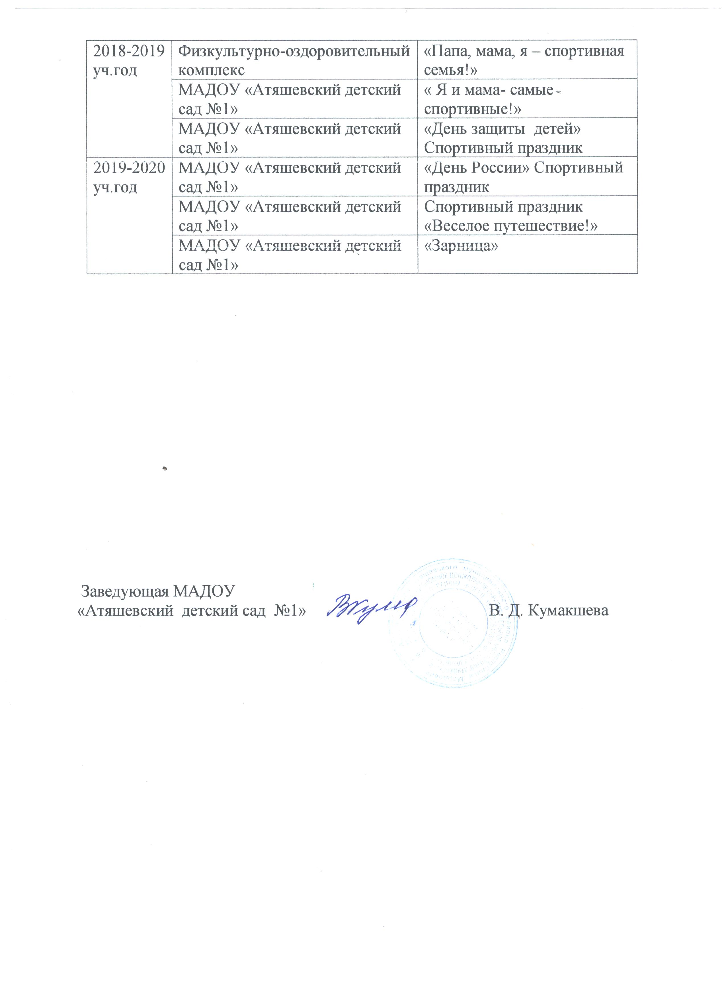 2018-2019
уч.год
Физкультурно-оздоровительный
комплекс
«Папа, мама, я – спортивная
семья!»
МАДОУ «Атяшевский детский
сад №1»
« Я и мама- самые
спортивные!»
МАДОУ «Атяшевский детский
сад №1»
«День защиты  детей»
Спортивный праздник
2019-2020
уч.год
МАДОУ «Атяшевский детский
сад №1»
«День России» Спортивный
праздник
МАДОУ «Атяшевский детский
сад №1»
Спортивный праздник
«Веселое путешествие!»
МАДОУ «Атяшевский детский
сад №1»
«Зарница»
Заведующая МАДОУ
«Атяшевский  детский сад  №1»
В. Д. Кумакшева